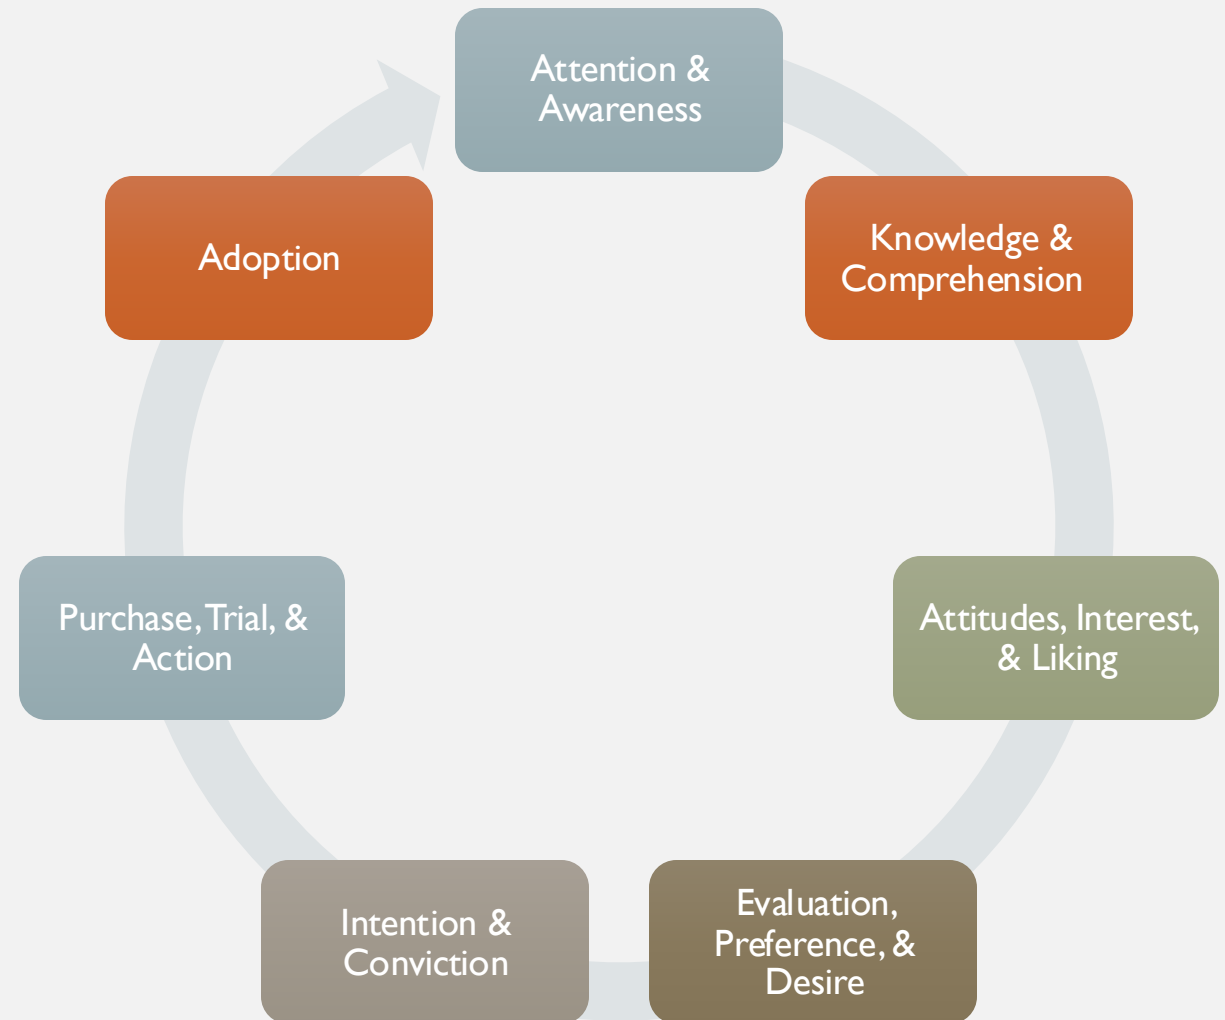 Attention &
Awareness
Knowledge &
Comprehension
Attitudes, Interest,
& Liking
Evaluation,
Preference, &
Desire
Intention &
Conviction
Purchase, Trial, &
Action
Adoption